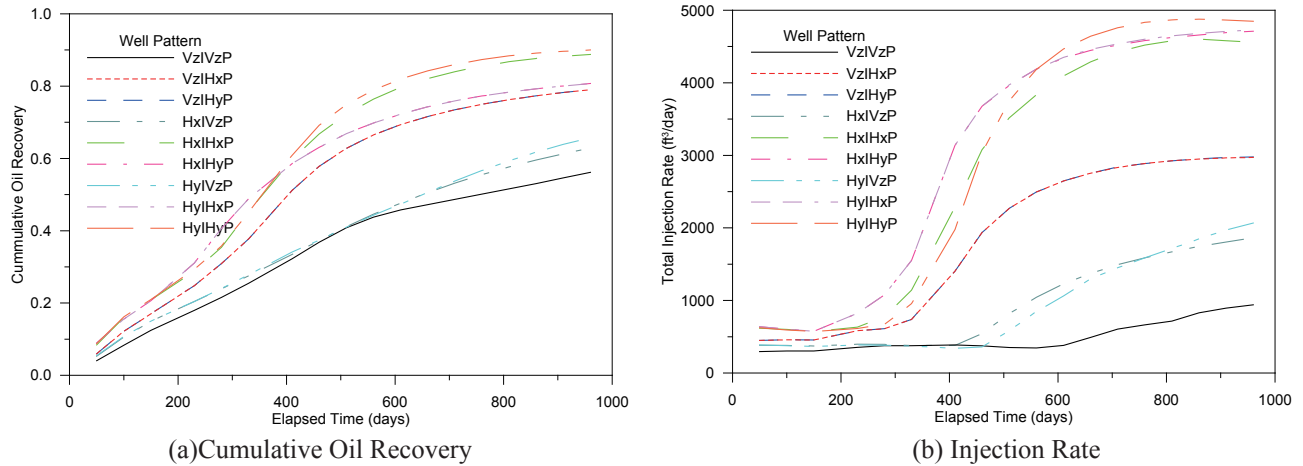 1.0
0.8
0.6
0.4
0.2
0.0
Cummulative Oil Recovery
Well Pattern
VzIVzP
VzIHxP
VzIHyP
HxIVzP
HxIHxP
HxIHyP
HyIVzP
HyIHxP
HyIHyP
0 200 400 600 800 1000
Elapsed Time (days)
(a)Cumulative Oil Recovery
5000
4000
3000
2000
1000
0
Total Injection Rate (ft³/day)
Well Pattern
VzIVzP
VzIHxP
VzIHyP
HxIVzP
HxIHxP
HxIHyP
HyIVzP
HyIHxP
HyIHyP
0 200 400 600 800 1000
Elapsed Time (days)
(b) Injection Rate